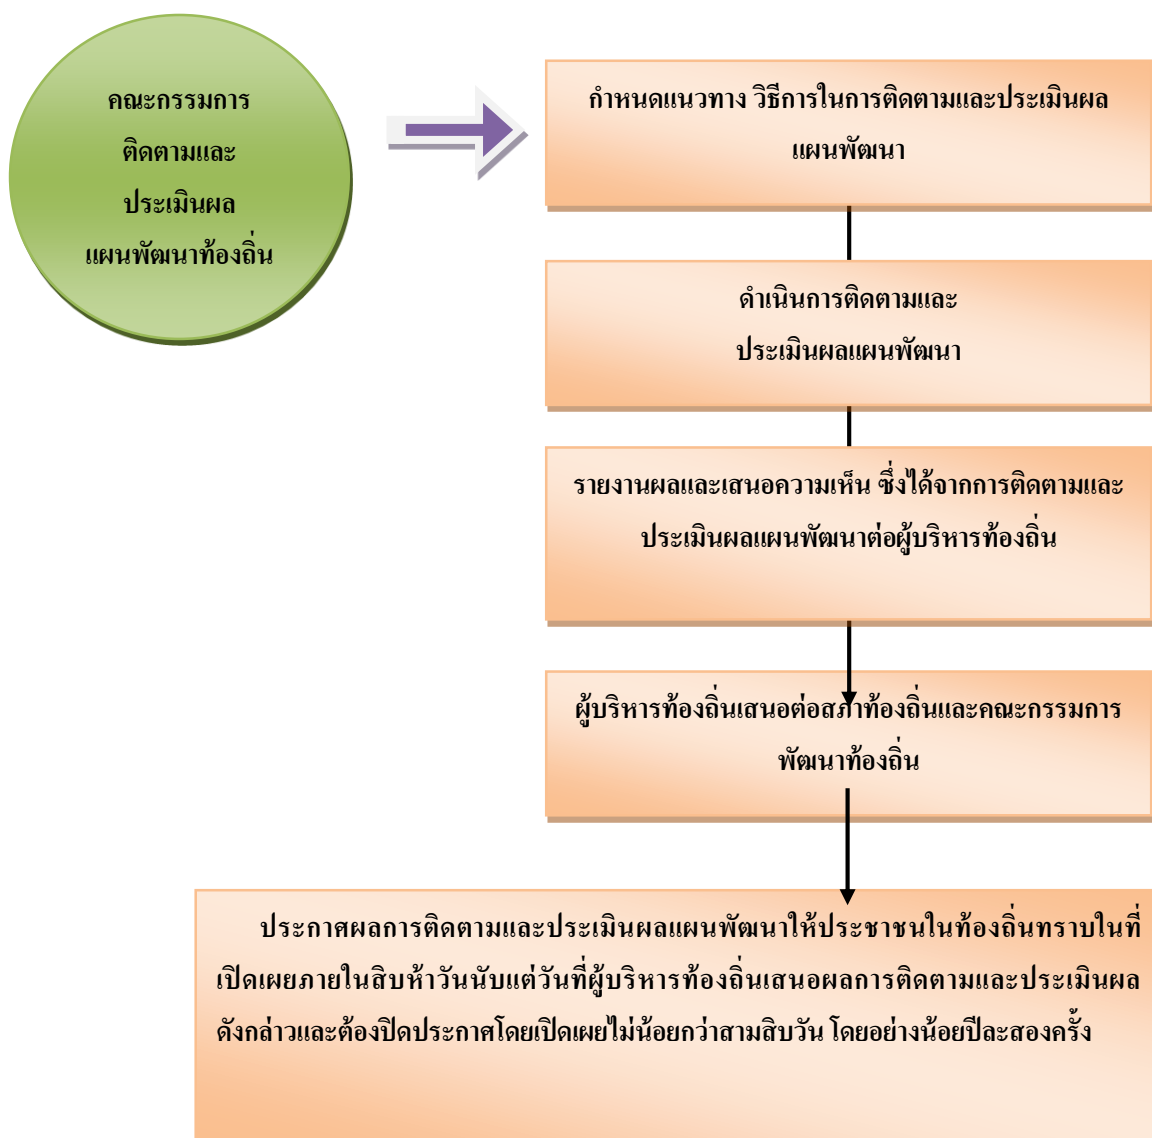 คณะกรรมการ
ติดตามและ
ประเมินผล
แผนพัฒนาท้องถิ่น
กำหนดแนวทาง วิธีการในการติดตามและประเมินผล
แผนพัฒนา
ดำเนินการติดตามและ
ประเมินผลแผนพัฒนา
รายงานผลและเสนอความเห็น ซึ่งได้จากการติดตามและ
ประเมินผลแผนพัฒนาต่อผู้บริหารท้องถิ่น
ผู้บริหารท้องถิ่นเสนอต่อสภาท้องถิ่นและคณะกรรมการ
พัฒนาท้องถิ่น
ประกาศผลการติดตามและประเมินผลแผนพัฒนาให้ประชาชนในท้องถิ่นทราบในที่
เปิดเผยภายในสิบห้าวันนับแต่วันที่ผู้บริหารท้องถิ่นเสนอผลการติดตามและประเมินผล
ดังกล่าวและต้องปิดประกาศโดยเปิดเผยไม่น้อยกว่าสามสิบวัน โดยอย่างน้อยปีละสองครั้ง